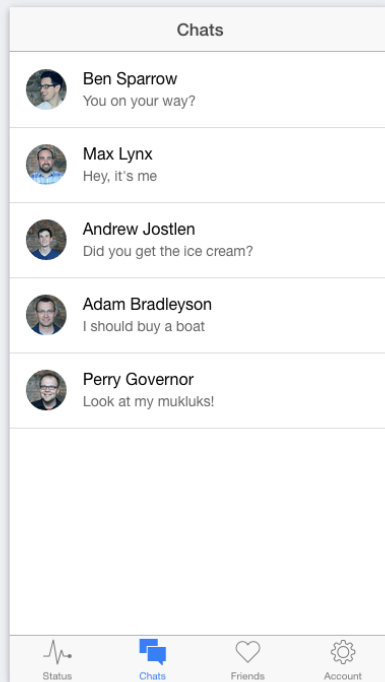 Chats
Ben Sparrow
You on your way?
Max Lynx
Hey, it's me
Andrew Jostlen
Did you get the ice cream?
Adam Bradleyson
I should buy a boat
Perry Governor
Look at my mukluks!
Status
Chats
Friends
Account